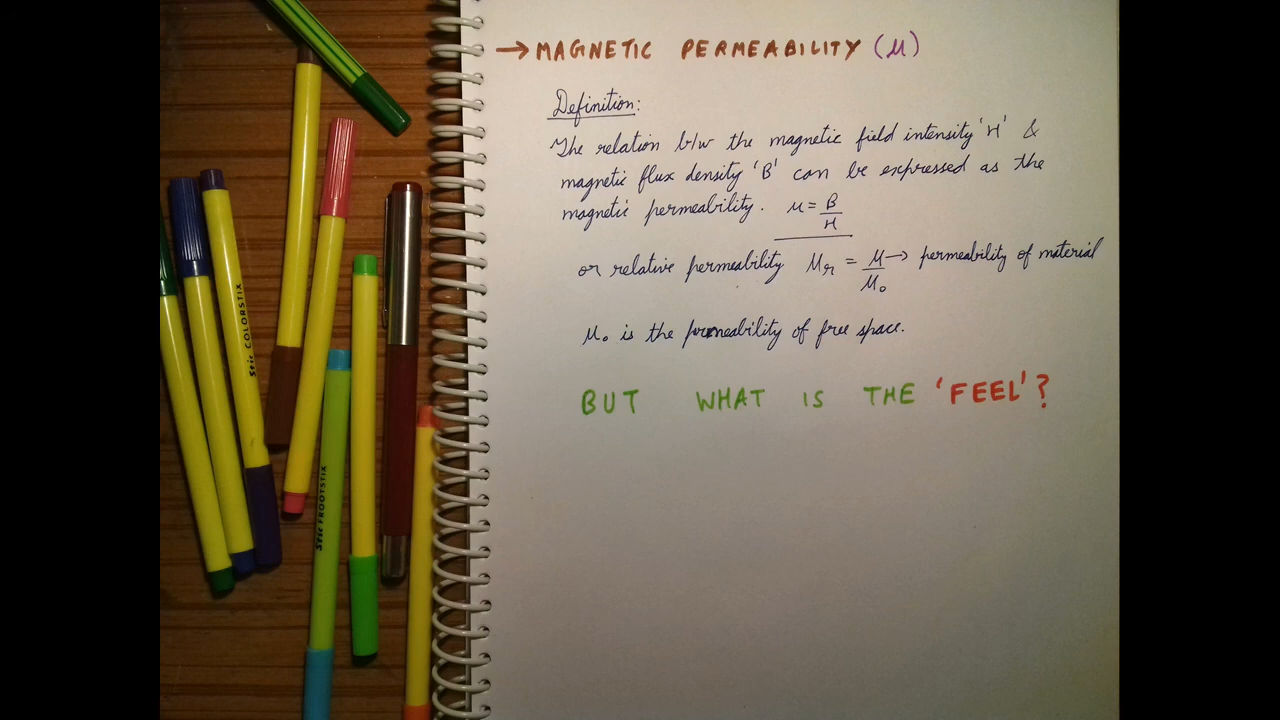 → MAGNETIC PERMEABILITY (μ)
Definition:
The relation b/w the magnetic field intensity 'H' &
magnetic flux density 'B' can be expressed as the
magnetic permeability. μ = B/H
or relative permeability μr = μ/μ₀ → permeability of material
μ₀ is the permeability of free space.
BUT WHAT IS THE 'FEEL'?
Stic COLORSTIX
Stic FROOTSTIX